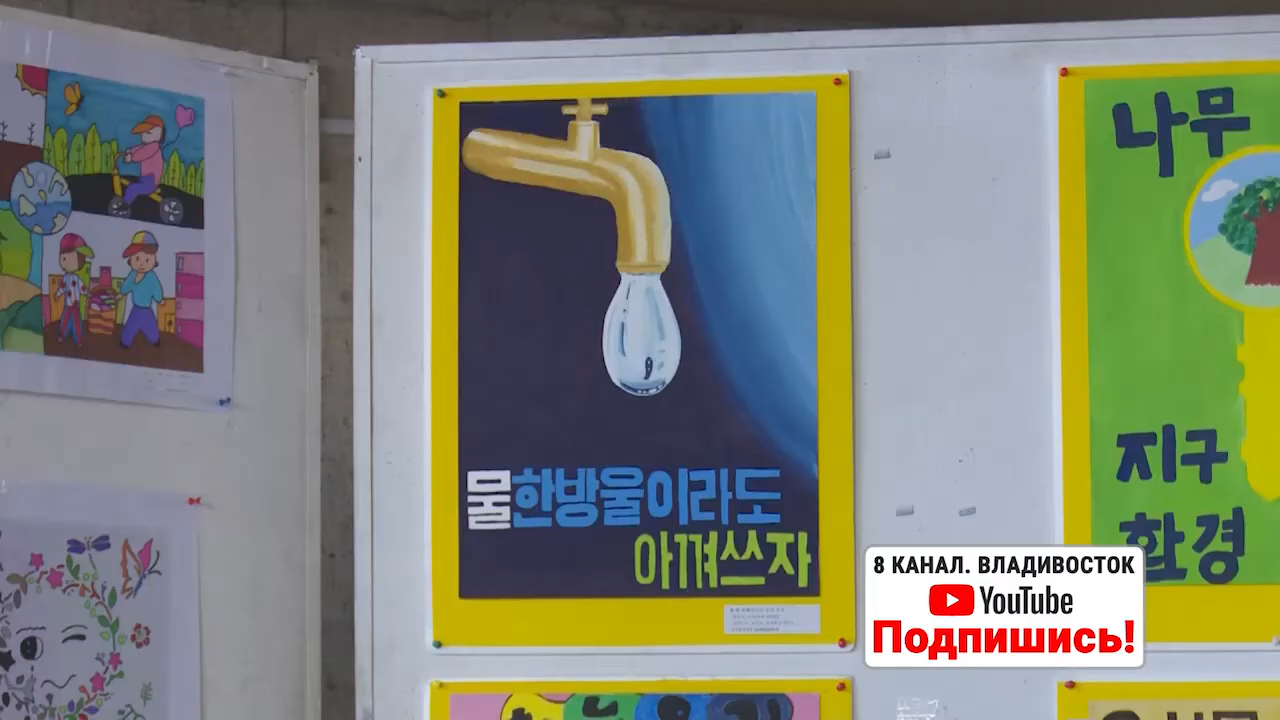 물한방울이라도
아껴쓰자
나무
지구
환경
8 КАНАЛ. ВЛАДИВОСТОК
YouTube
Подпишись!